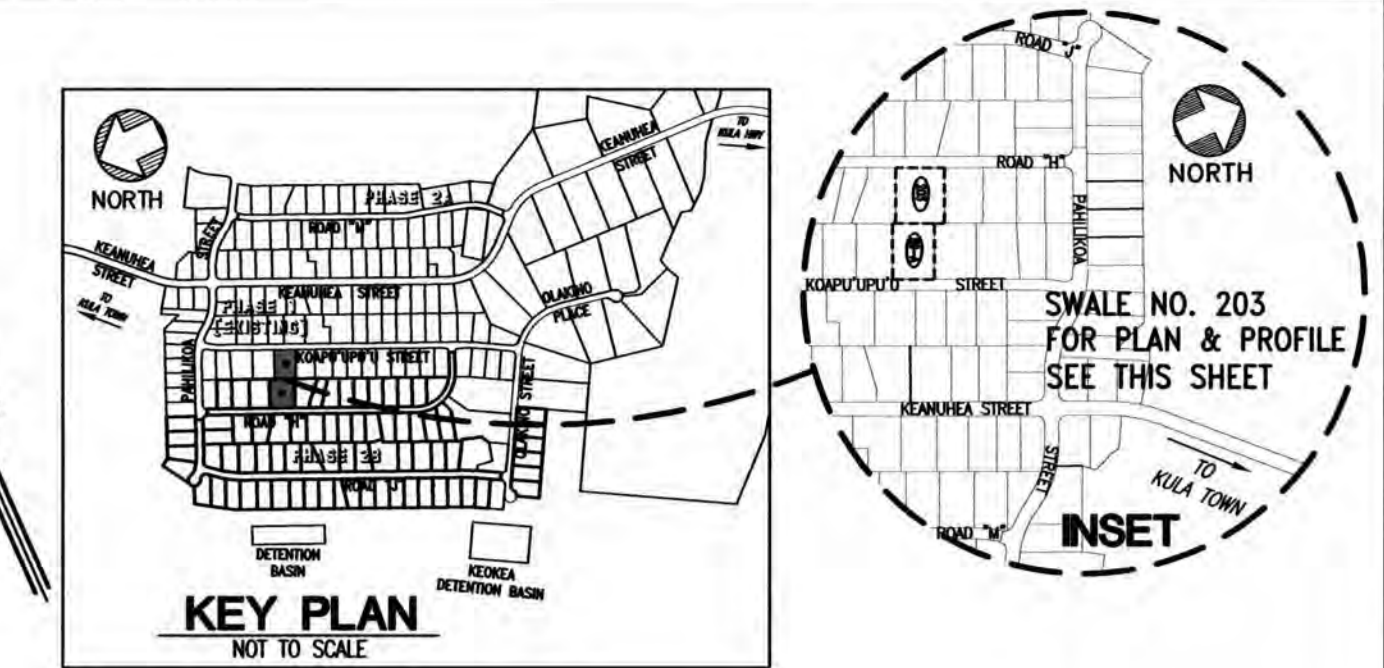 NORTH
TO
KULA HWY
KEANUHEA
STREET
PHASE 2A
ROAD "M"
STREET
KEANUHEA
STREET
TO
KULA TOWN
KEANUHEA STREET
OLAKINO
PLACE
PHASE 1
[EXISTING]
KOAPU'UPU'U STREET
PAHILIKOA
OLAKINO STREET
ROAD "H"
PHASE 2B
ROAD "J"
DETENTION
BASIN
KEOKEA
DETENTION BASIN
KEY PLAN
NOT TO SCALE
ROAD "J"
NORTH
ROAD "H"
PAHILIKOA
KOAPU'UPU'U STREET
SWALE NO. 203
FOR PLAN & PROFILE
SEE THIS SHEET
KEANUHEA STREET
STREET
TO
KULA TOWN
ROAD "M"
INSET